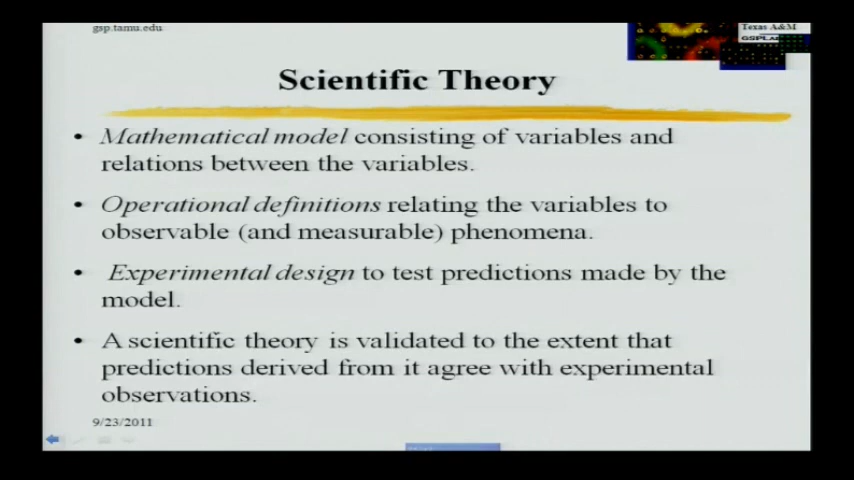 gsp.tamu.edu
Texas A&M
Scientific Theory
• Mathematical model consisting of variables and
relations between the variables.
• Operational definitions relating the variables to
observable (and measurable) phenomena.
• Experimental design to test predictions made by the
model.
• A scientific theory is validated to the extent that
predictions derived from it agree with experimental
observations.
9/23/2011